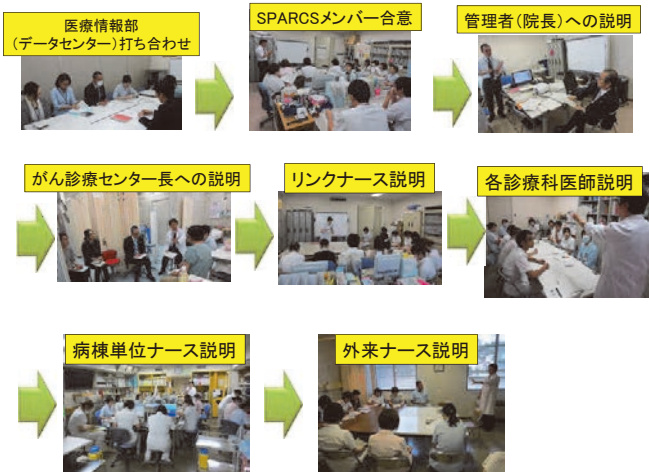 医療情報部
（データセンター）打ち合わせ
SPARCSメンバー合意
管理者（院長）への説明
がん診療センター長への説明
リンクナース説明
各診療科医師説明
病棟単位ナース説明
外来ナース説明